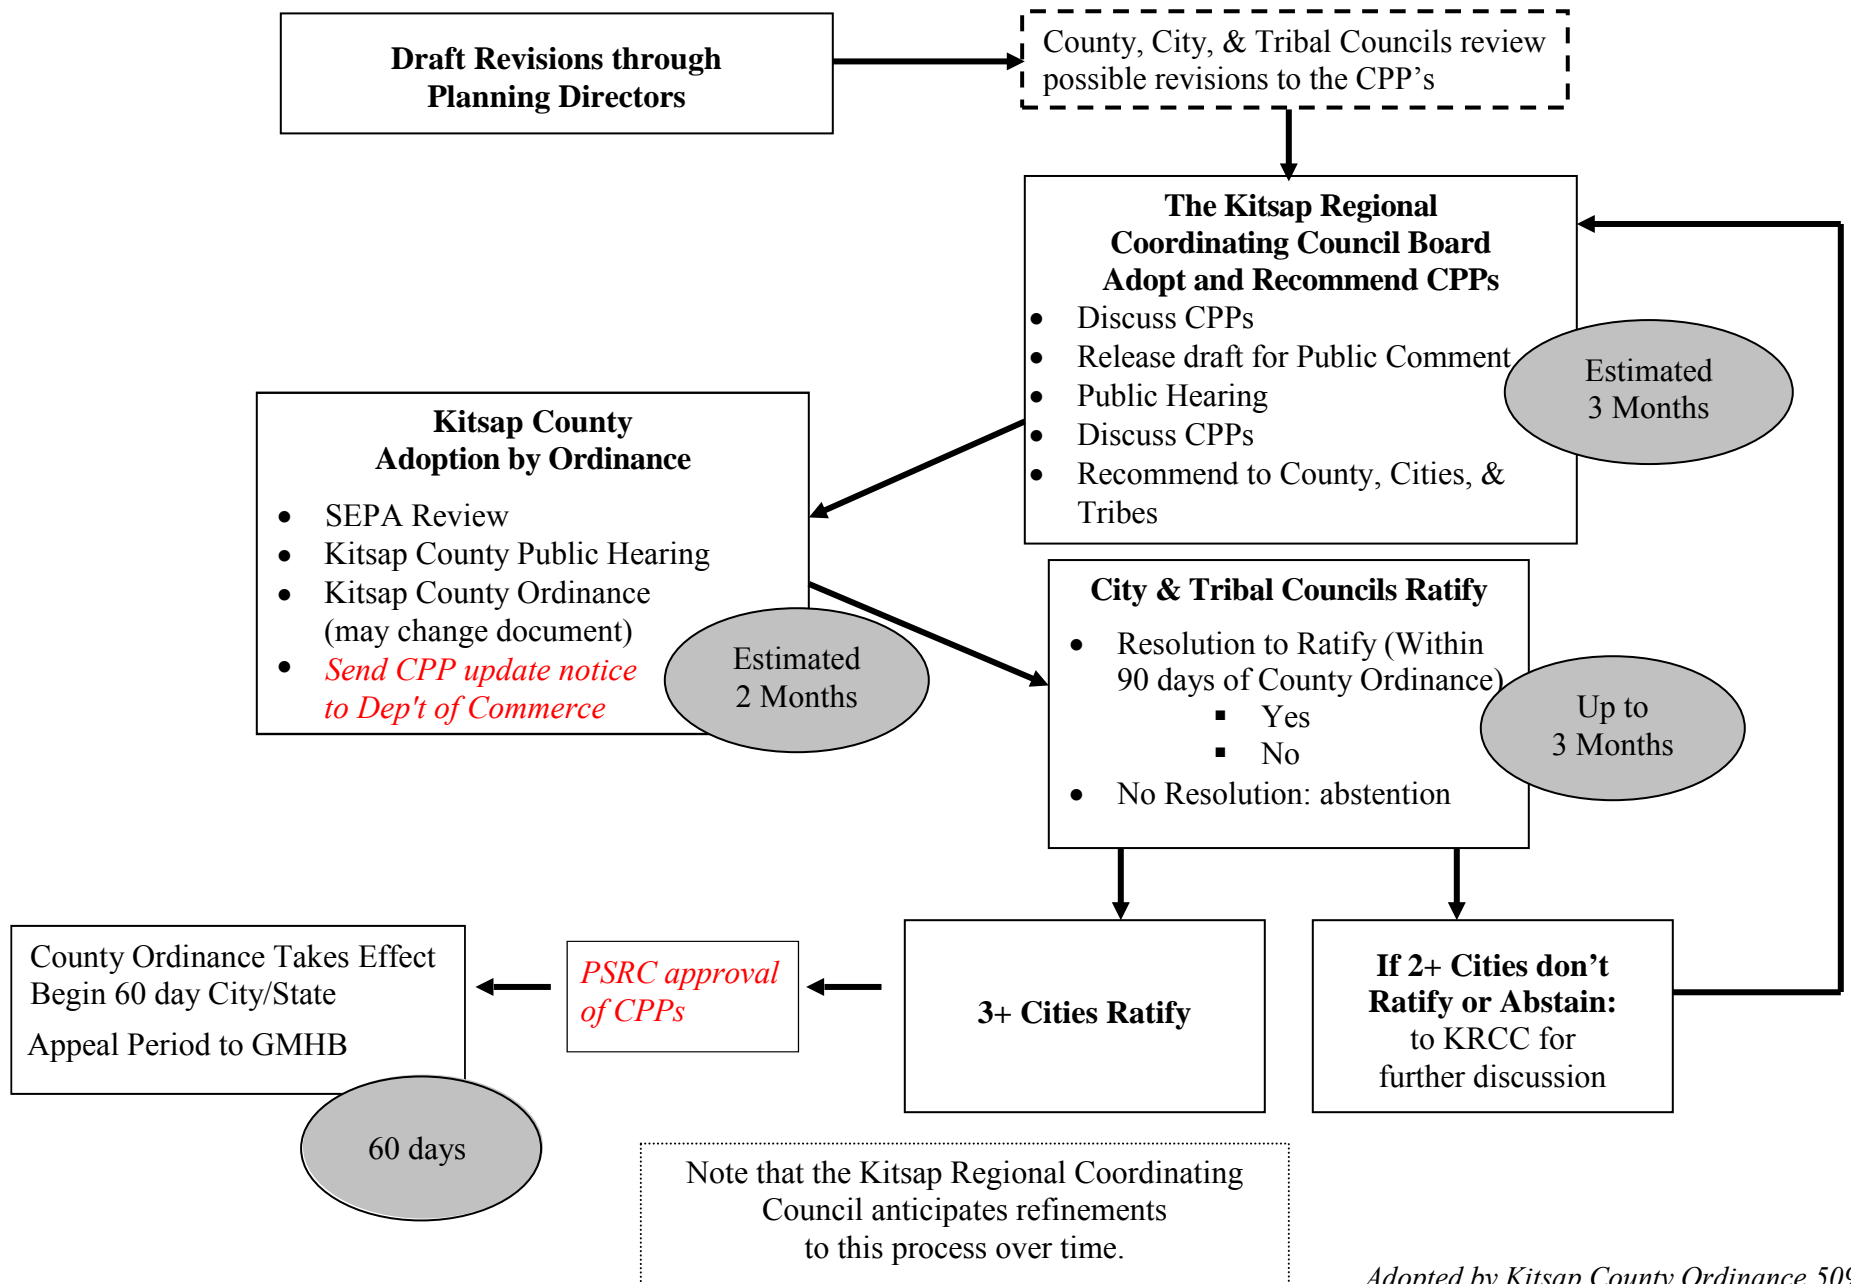 Draft Revisions through
Planning Directors
County, City, & Tribal Councils review
possible revisions to the CPP’s
The Kitsap Regional
Coordinating Council Board
Adopt and Recommend CPPs
• Discuss CPPs
• Release draft for Public Comment
• Public Hearing
• Discuss CPPs
• Recommend to County, Cities, &
Tribes
Estimated
3 Months
Kitsap County
Adoption by Ordinance
• SEPA Review
• Kitsap County Public Hearing
• Kitsap County Ordinance
(may change document)
• Send CPP update notice
to Dep't of Commerce
Estimated
2 Months
City & Tribal Councils Ratify
• Resolution to Ratify (Within
90 days of County Ordinance)
▪ Yes
▪ No
• No Resolution: abstention
Up to
3 Months
County Ordinance Takes Effect
Begin 60 day City/State
Appeal Period to GMHB
60 days
PSRC approval
of CPPs
3+ Cities Ratify
If 2+ Cities don’t
Ratify or Abstain:
to KRCC for
further discussion
Note that the Kitsap Regional Coordinating
Council anticipates refinements
to this process over time.
Adopted by Kitsap County Ordinance 509